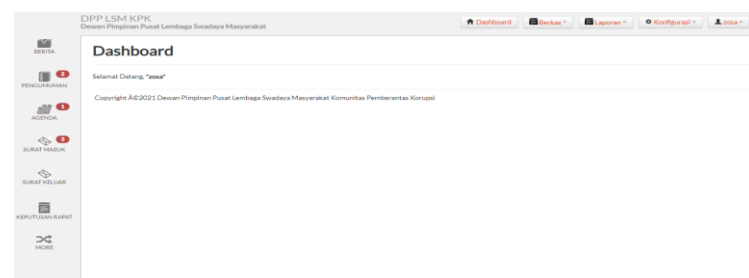 DPP LSM KPK
Dewan Pimpinan Pusat Lembaga Swadaya Masyarakat
Dashboard
Berkas
Laporan
Konfigurasi
zosa
BERITA
2
PENGUMUMAN
1
AGENDA
3
SURAT MASUK
SURAT KELUAR
KEPUTUSAN RAPAT
MORE
Dashboard
Selamat Datang, "zosa"
Copyright Â©2021 Dewan Pimpinan Pusat Lembaga Swadaya Masyarakat Komunitas Pemberantas Korupsi